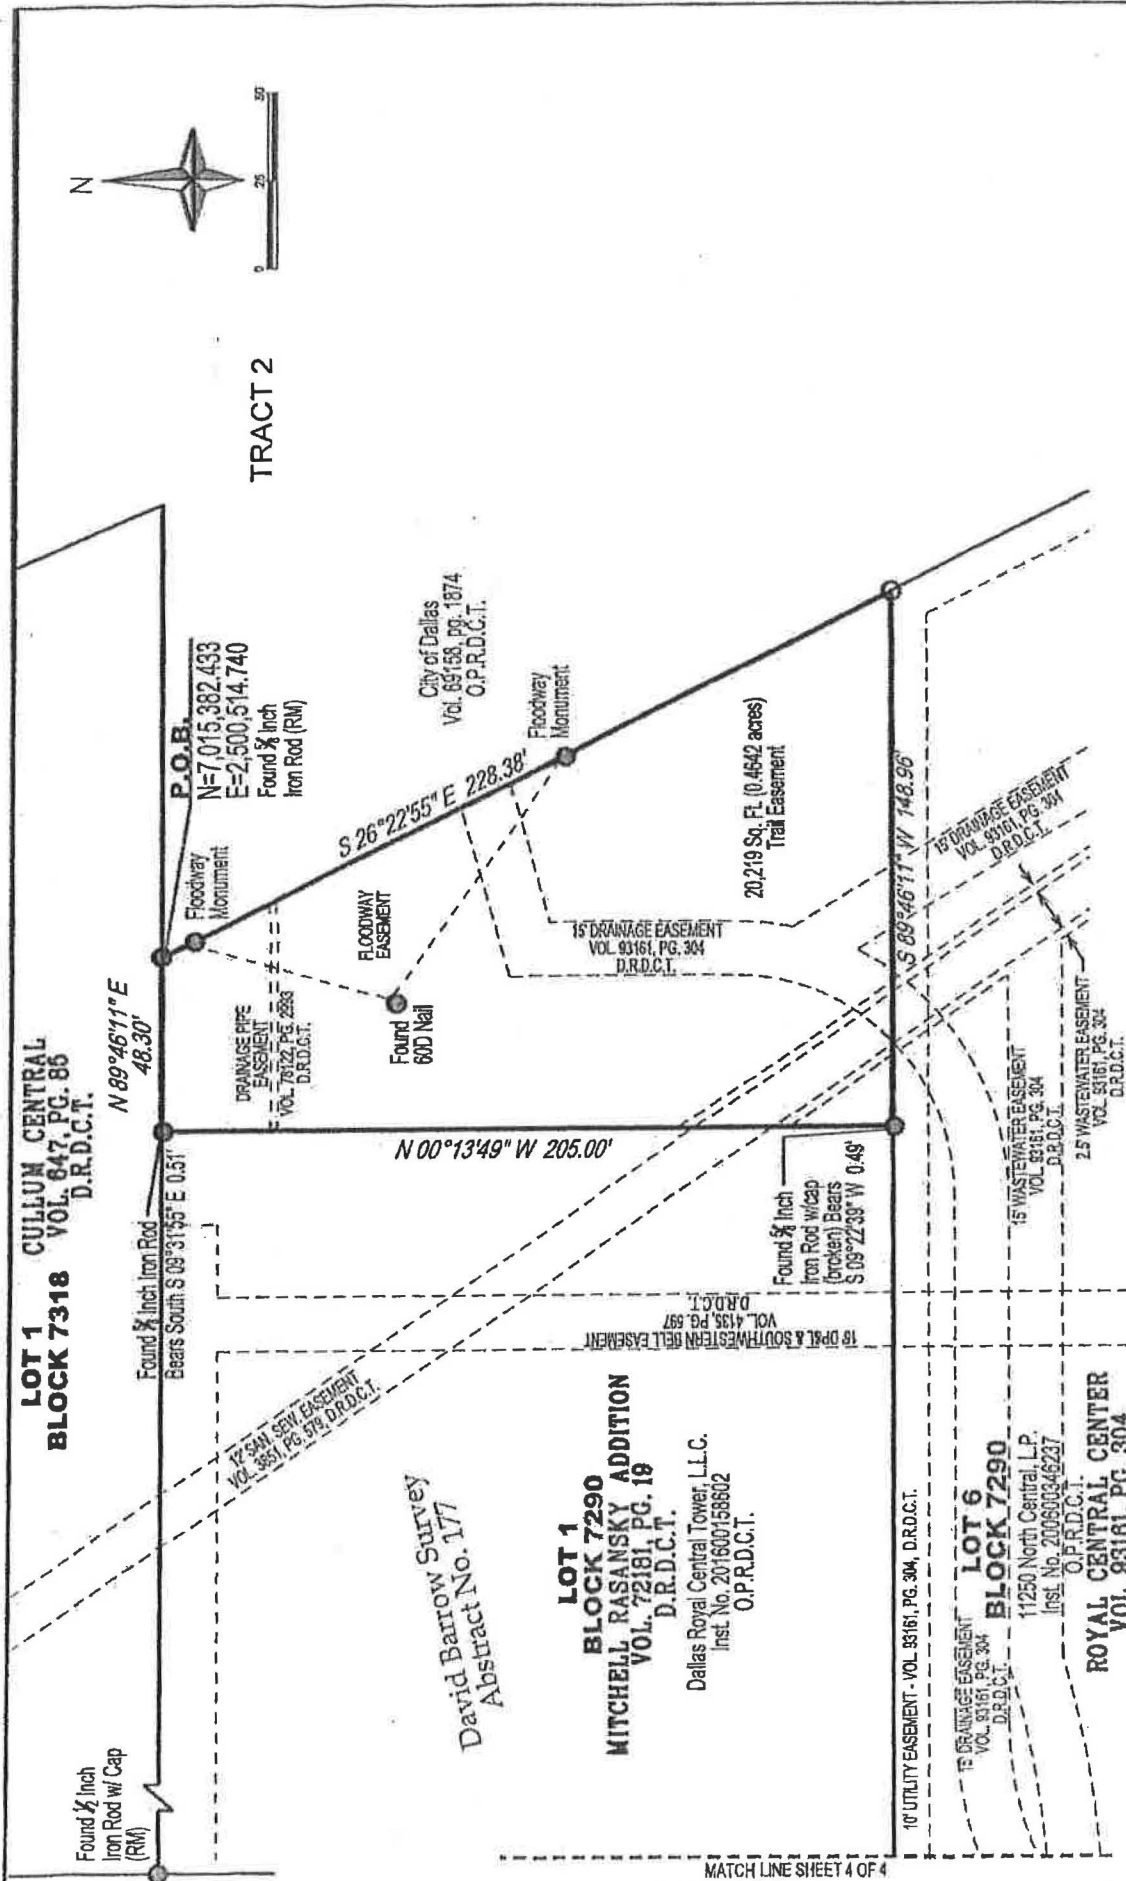 N
0 25 50
TRACT 2
LOT 1
BLOCK 7318
CULLUM CENTRAL
VOL. 647, PG. 85
D.R.D.C.T.
N 89°46'11" E
48.30'
P.O.B.
N=7,015,382.433
E=2,500,514.740
Found ⅝ Inch
Iron Rod (RM)
Floodway
Monument
S 26°22'55" E 228.38'
City of Dallas
Vol. 69158, pg. 1874
O.P.R.D.C.T.
Floodway
Monument
FLOODWAY
EASEMENT
DRAINAGE PIPE
EASEMENT
VOL. 78122, PG. 2993
D.R.D.C.T.
Found
60D Nail
15' DRAINAGE EASEMENT
VOL. 93161, PG. 304
D.R.D.C.T.
20,219 Sq. Ft. (0.4642 acres)
Trail Easement
S 89°46'11" W 148.96'
15' DRAINAGE EASEMENT
VOL. 93161, PG. 304
D.R.D.C.T.
N 00°13'49" W 205.00'
Found ⅝ Inch Iron Rod
Bears South S 09°31'55" E 0.51'
Found ⅝ Inch
Iron Rod w/cap
(broken) Bears
S 09°22'39" W 0.49'
15' WASTEWATER EASEMENT
VOL. 93161, PG. 304
D.R.D.C.T.
2.5' WASTEWATER EASEMENT
VOL. 93161, PG. 304
D.R.D.C.T.
DP&L & SOUTHWESTERN BELL EASEMENT
VOL. 4135, PG. 697
D.R.D.C.T.
12' SAN. SEW. EASEMENT
VOL. 3851, PG. 579, D.R.D.C.T.
Found ½ Inch
Iron Rod w/ Cap
(RM)
David Barrow Survey
Abstract No. 177
LOT 1
BLOCK 7290
MITCHELL RASANSKY ADDITION
VOL. 72181, PG. 19
D.R.D.C.T.
Dallas Royal Central Tower, L.L.C.
Inst. No. 201600158602
O.P.R.D.C.T.
10' UTILITY EASEMENT - VOL. 93161, PG. 304, D.R.D.C.T.
15' DRAINAGE EASEMENT
VOL. 93161, PG. 304
D.R.D.C.T.
LOT 6
BLOCK 7290
11250 North Central, L.P.
Inst. No. 200600346237
O.P.R.D.C.T.
ROYAL CENTRAL CENTER
VOL. 93161, PG. 304
MATCH LINE SHEET 4 OF 4